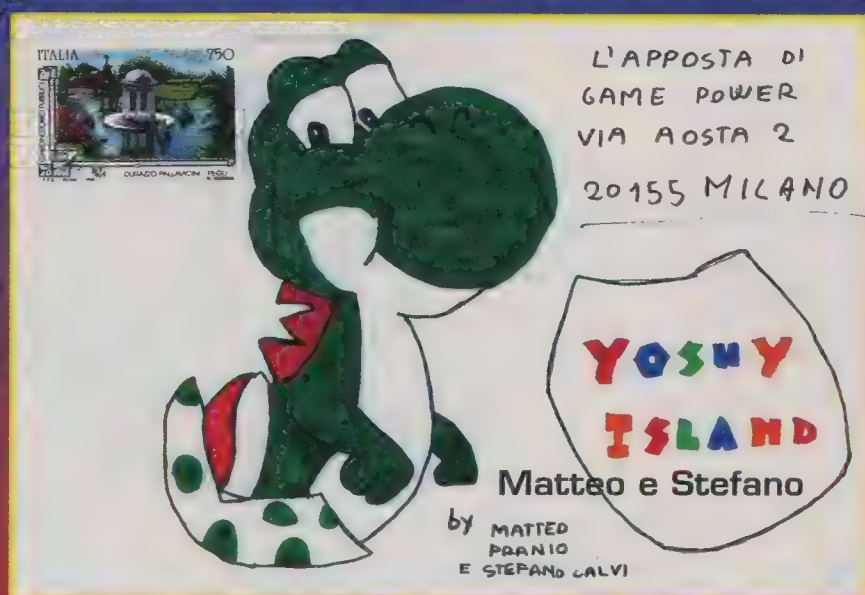 ITALIA 750
DURAZZO PALLAVICINI PEGLI
L'APPOSTA DI
GAME POWER
VIA AOSTA 2
20155 MILANO
YOSHY
ISLAND
Matteo e Stefano
by MATTEO
PRANIO
E STEFANO CALVI